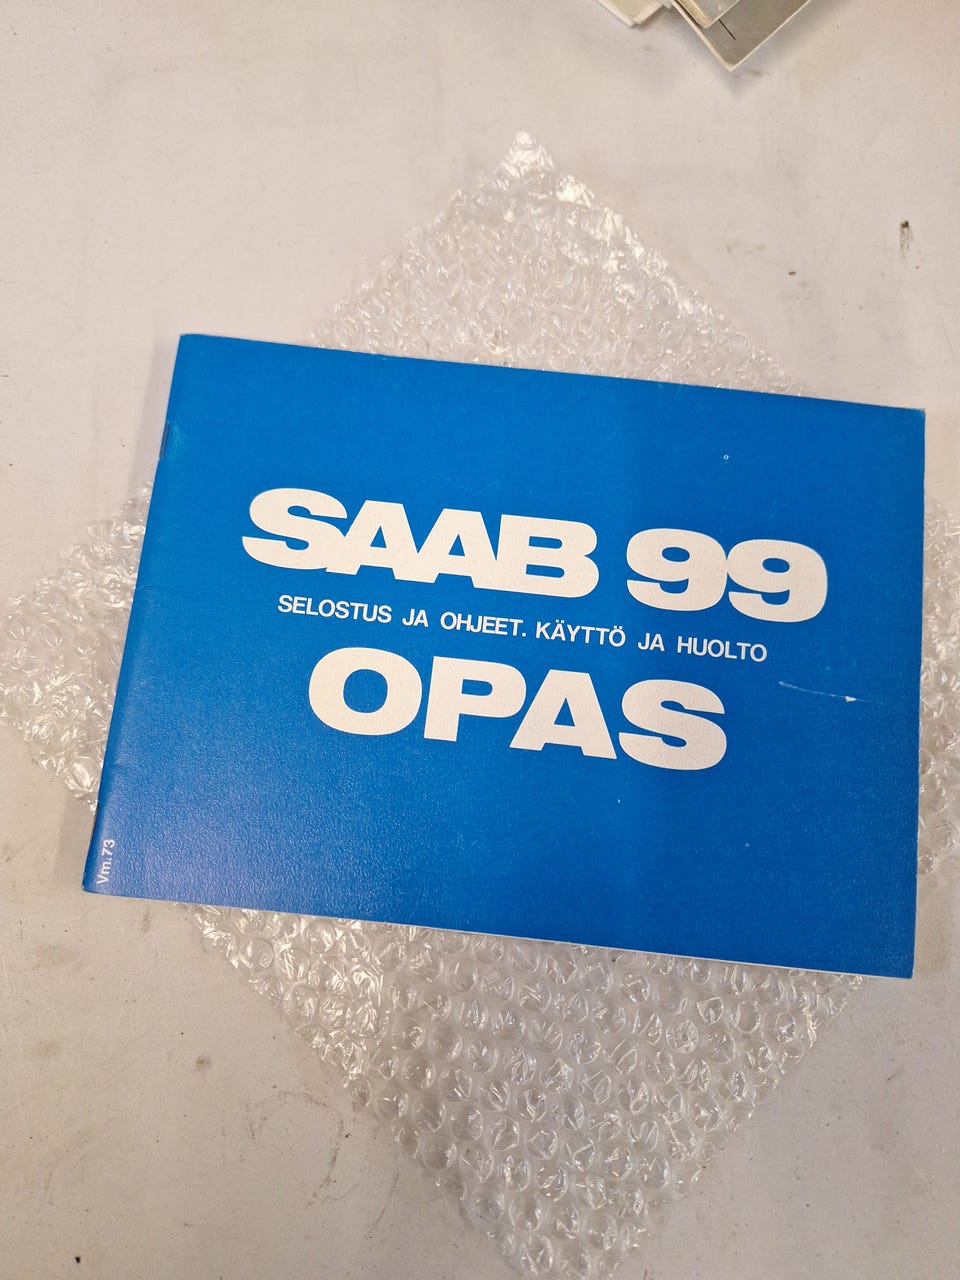 SAAB 99
SELOSTUS JA OHJEET. KÄYTTÖ JA HUOLTO
OPAS
Vm.73